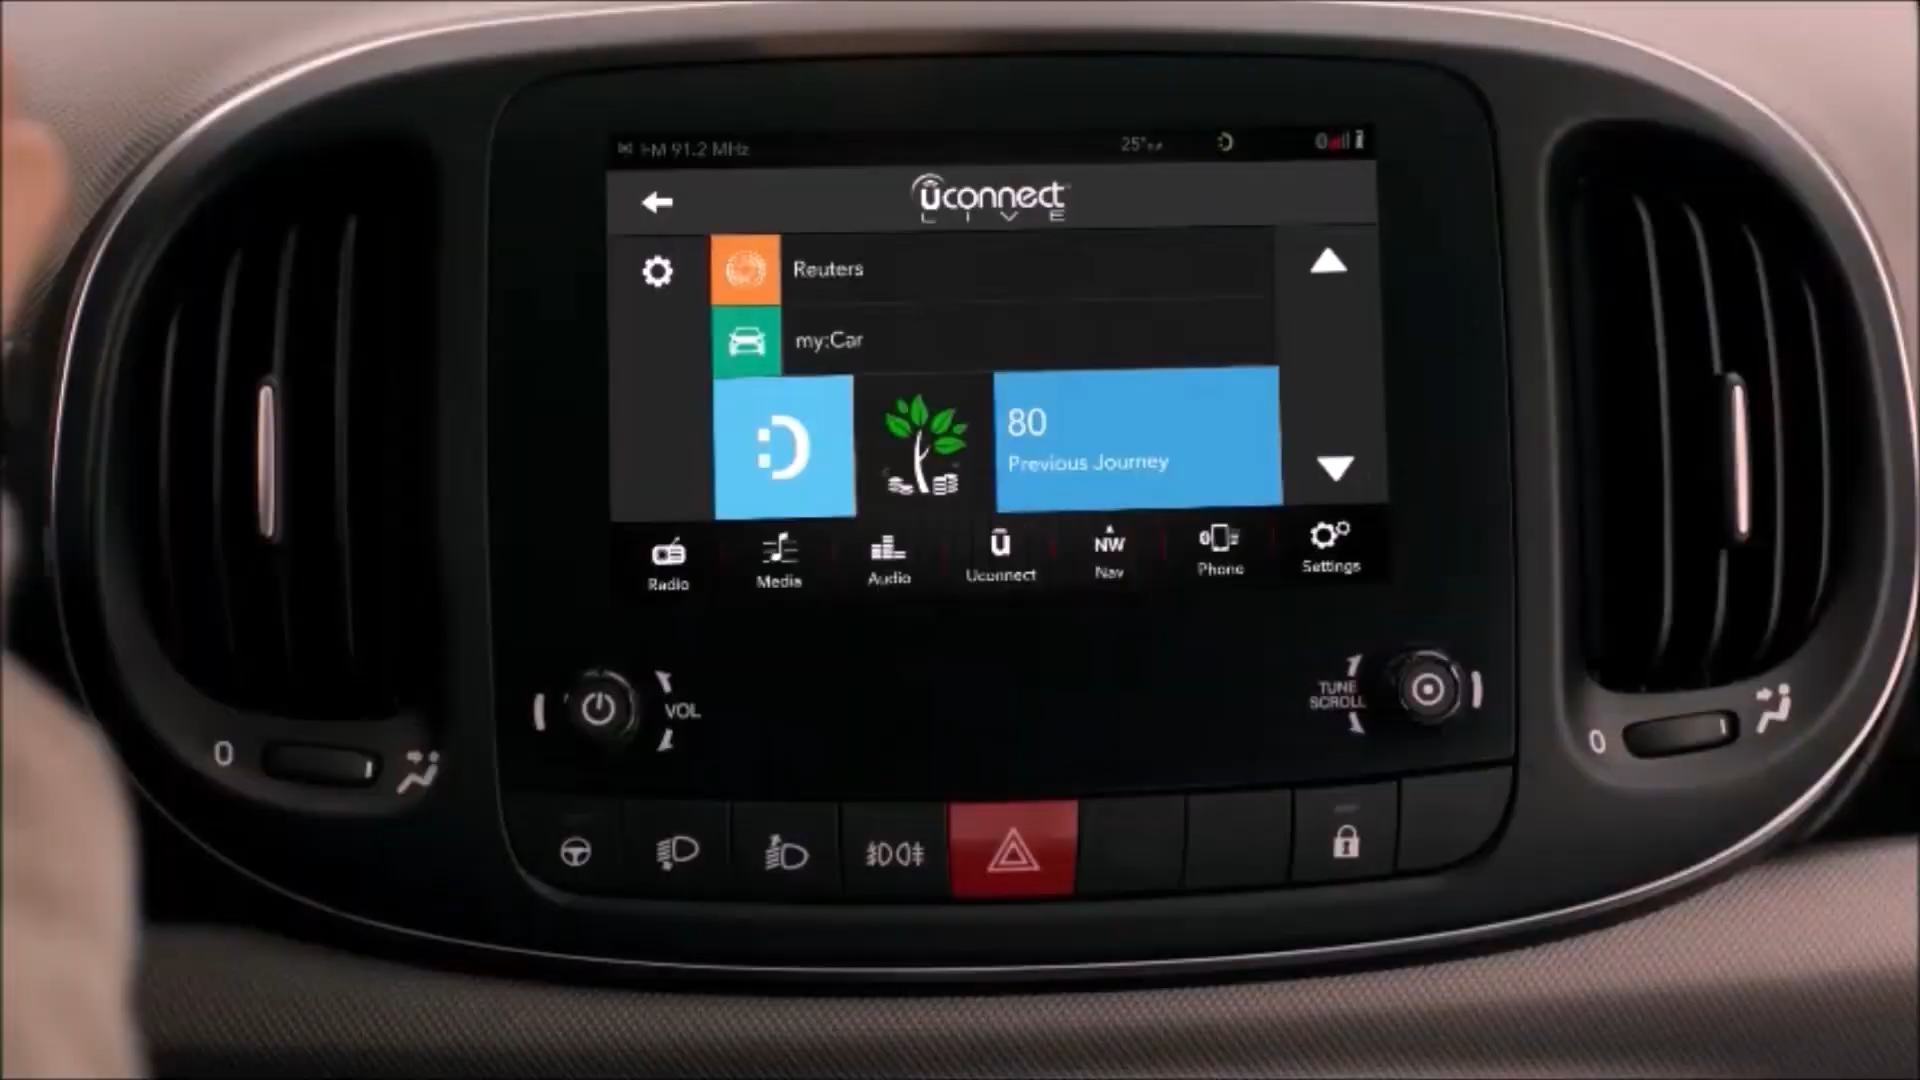 FM 91.2 MHz
25°
uconnect
LIVE
Reuters
my:Car
80
Previous Journey
Radio
Media
Audio
Uconnect
NW
Nav
Phone
Settings
VOL
TUNE
SCROLL
0
0